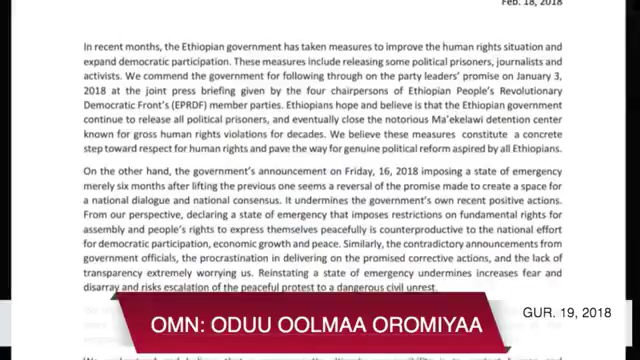 Feb. 18, 2018
In recent months, the Ethiopian government has taken measures to improve the human rights situation and
expand democratic participation. These measures include releasing some political prisoners, journalists and
activists. We commend the government for following through on the party leaders' promise on January 3,
2018 at the joint press briefing given by the four chairpersons of Ethiopian People's Revolutionary
Democratic Front's (EPRDF) member parties. Ethiopians hope and believe is that the Ethiopian government
continue to release all political prisoners, and eventually close the notorious Ma'ekelawi detention center
known for gross human rights violations for decades. We believe these measures constitute a concrete
step toward respect for human rights and pave the way for genuine political reform aspired by all Ethiopians.
On the other hand, the government's announcement on Friday, 16, 2018 imposing a state of emergency
merely six months after lifting the previous one seems a reversal of the promise made to create a space for
a national dialogue and national consensus. It undermines the government's own recent positive actions.
From our perspective, declaring a state of emergency that imposes restrictions on fundamental rights for
assembly and people's rights to express themselves peacefully is counterproductive to the national effort
for democratic participation, economic growth and peace. Similarly, the contradictory announcements from
government officials, the procrastination in delivering on the promised corrective actions, and the lack of
transparency extremely worrying us. Reinstating a state of emergency undermines increases fear and
disarray and risks escalation of the peaceful protest to a dangerous civil unrest.
OMN: ODUU OOLMAA OROMIYAA
GUR. 19, 2018